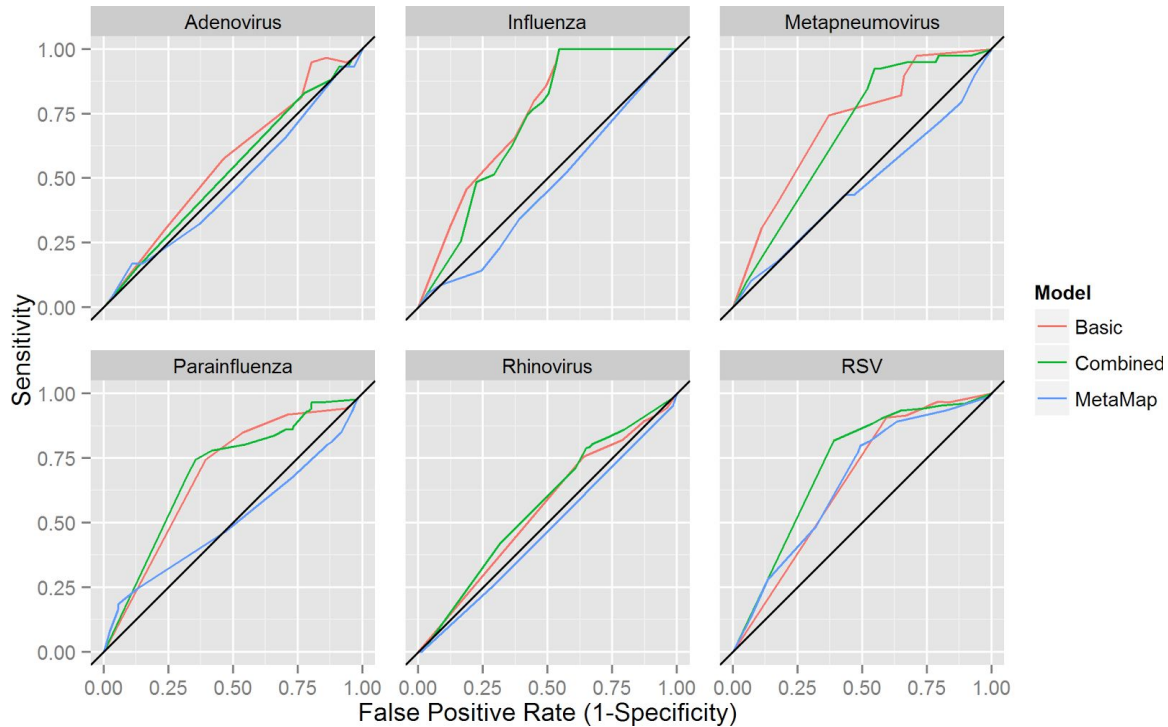 Adenovirus
Influenza
Metapneumovirus
1.00
0.75
0.50
0.25
0.00
Parainfluenza
Rhinovirus
RSV
1.00
0.75
0.50
0.25
0.00
0.00 0.25 0.50 0.75 1.00
0.00 0.25 0.50 0.75 1.00
0.00 0.25 0.50 0.75 1.00
Sensitivity
False Positive Rate (1-Specificity)
Model
Basic
Combined
MetaMap